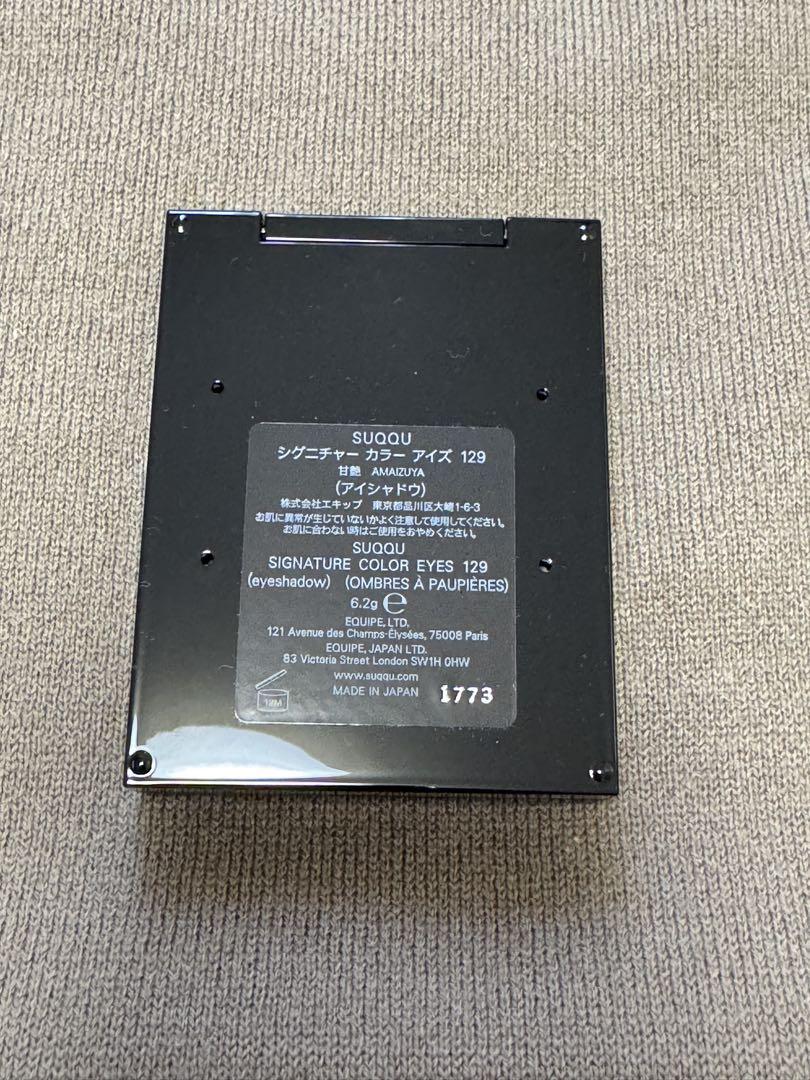 SUQQU
シグニチャー カラー アイズ 129
甘艶 AMAIZUYA
(アイシャドウ)
株式会社エキップ 東京都品川区大崎1-6-3
お肌に異常が生じていないかよく注意して使用してください。
お肌に合わない時はご使用をおやめください。
SUQQU
SIGNATURE COLOR EYES 129
(eyeshadow) (OMBRES À PAUPIÈRES)
6.2g ℮
EQUIPE, LTD.
121 Avenue des Champs-Élysées, 75008 Paris
EQUIPE, JAPAN LTD.
83 Victoria Street London SW1H 0HW
www.suqqu.com
12M MADE IN JAPAN 1773